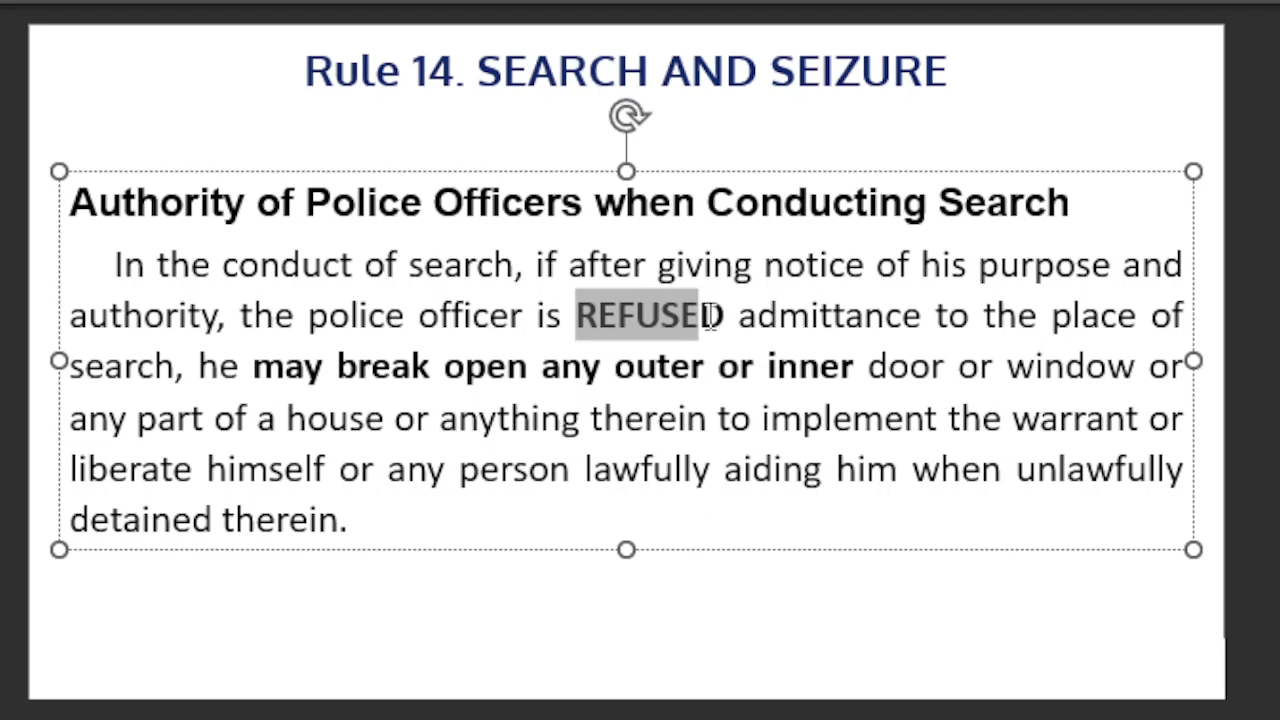 Rule 14. SEARCH AND SEIZURE
Authority of Police Officers when Conducting Search
In the conduct of search, if after giving notice of his purpose and
authority, the police officer is REFUSED admittance to the place of
search, he may break open any outer or inner door or window or
any part of a house or anything therein to implement the warrant or
liberate himself or any person lawfully aiding him when unlawfully
detained therein.